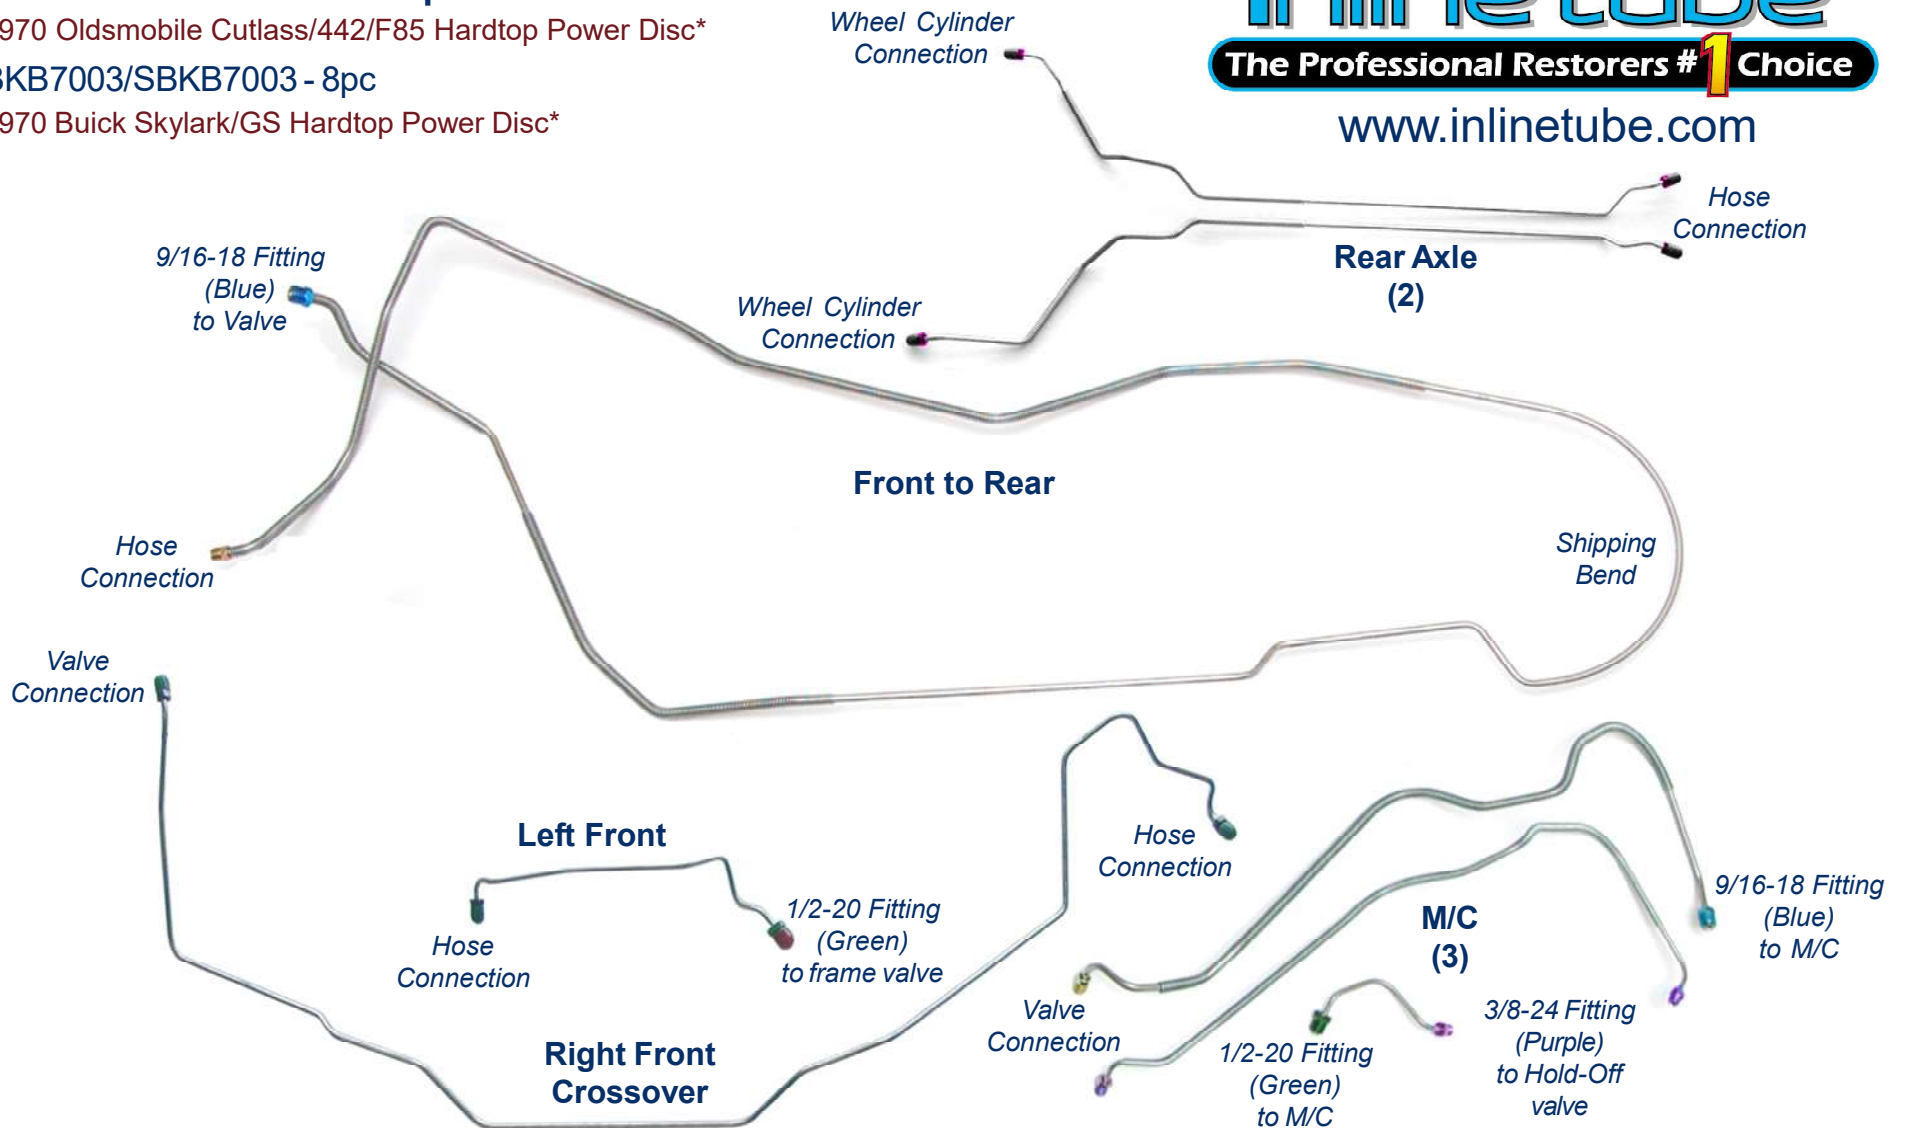 970 Oldsmobile Cutlass/442/F85 Hardtop Power Disc*
BKB7003/SBKB7003 - 8pc
970 Buick Skylark/GS Hardtop Power Disc*
inlinetube
The Professional Restorers #1 Choice
www.inlinetube.com
Wheel Cylinder
Connection
Hose
Connection
Rear Axle
(2)
Wheel Cylinder
Connection
9/16-18 Fitting
(Blue)
to Valve
Front to Rear
Hose
Connection
Shipping
Bend
Valve
Connection
Left Front
Hose
Connection
1/2-20 Fitting
(Green)
to frame valve
Right Front
Crossover
Hose
Connection
M/C
(3)
9/16-18 Fitting
(Blue)
to M/C
Valve
Connection
1/2-20 Fitting
(Green)
to M/C
3/8-24 Fitting
(Purple)
to Hold-Off
valve